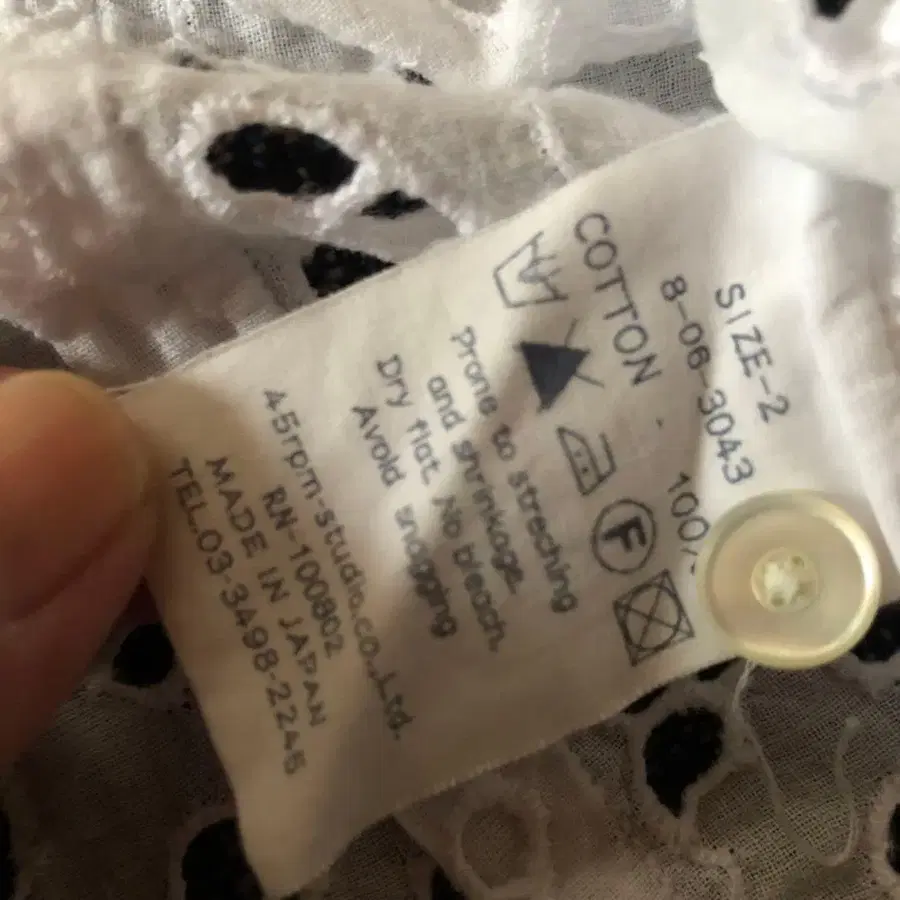 SIZE-2
8-06-3043
COTTON · 100
F
Prone to streching
and shrinkage.
Dry flat. No bleach.
Avoid snagging
45rpm-studio.co.,Ltd.
RN-100802
MADE IN JAPAN
TEL.03-3498-2245